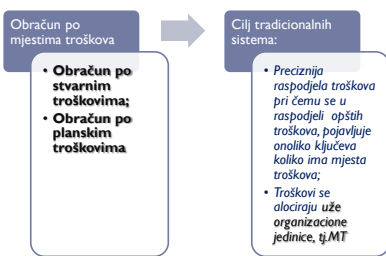 Obračun po
mjestima troškova
• Obračun po
stvarnim
troškovima;
• Obračun po
planskim
troškovima
Cilj tradicionalnih
sistema:
• Preciznija
raspodjela troškova
pri čemu se u
raspodjeli opštih
troškova, pojavljuje
onoliko ključeva
koliko ima mjesta
troškova;
• Troškovi se
alociraju uže
organizacione
jedinice, tj.MT